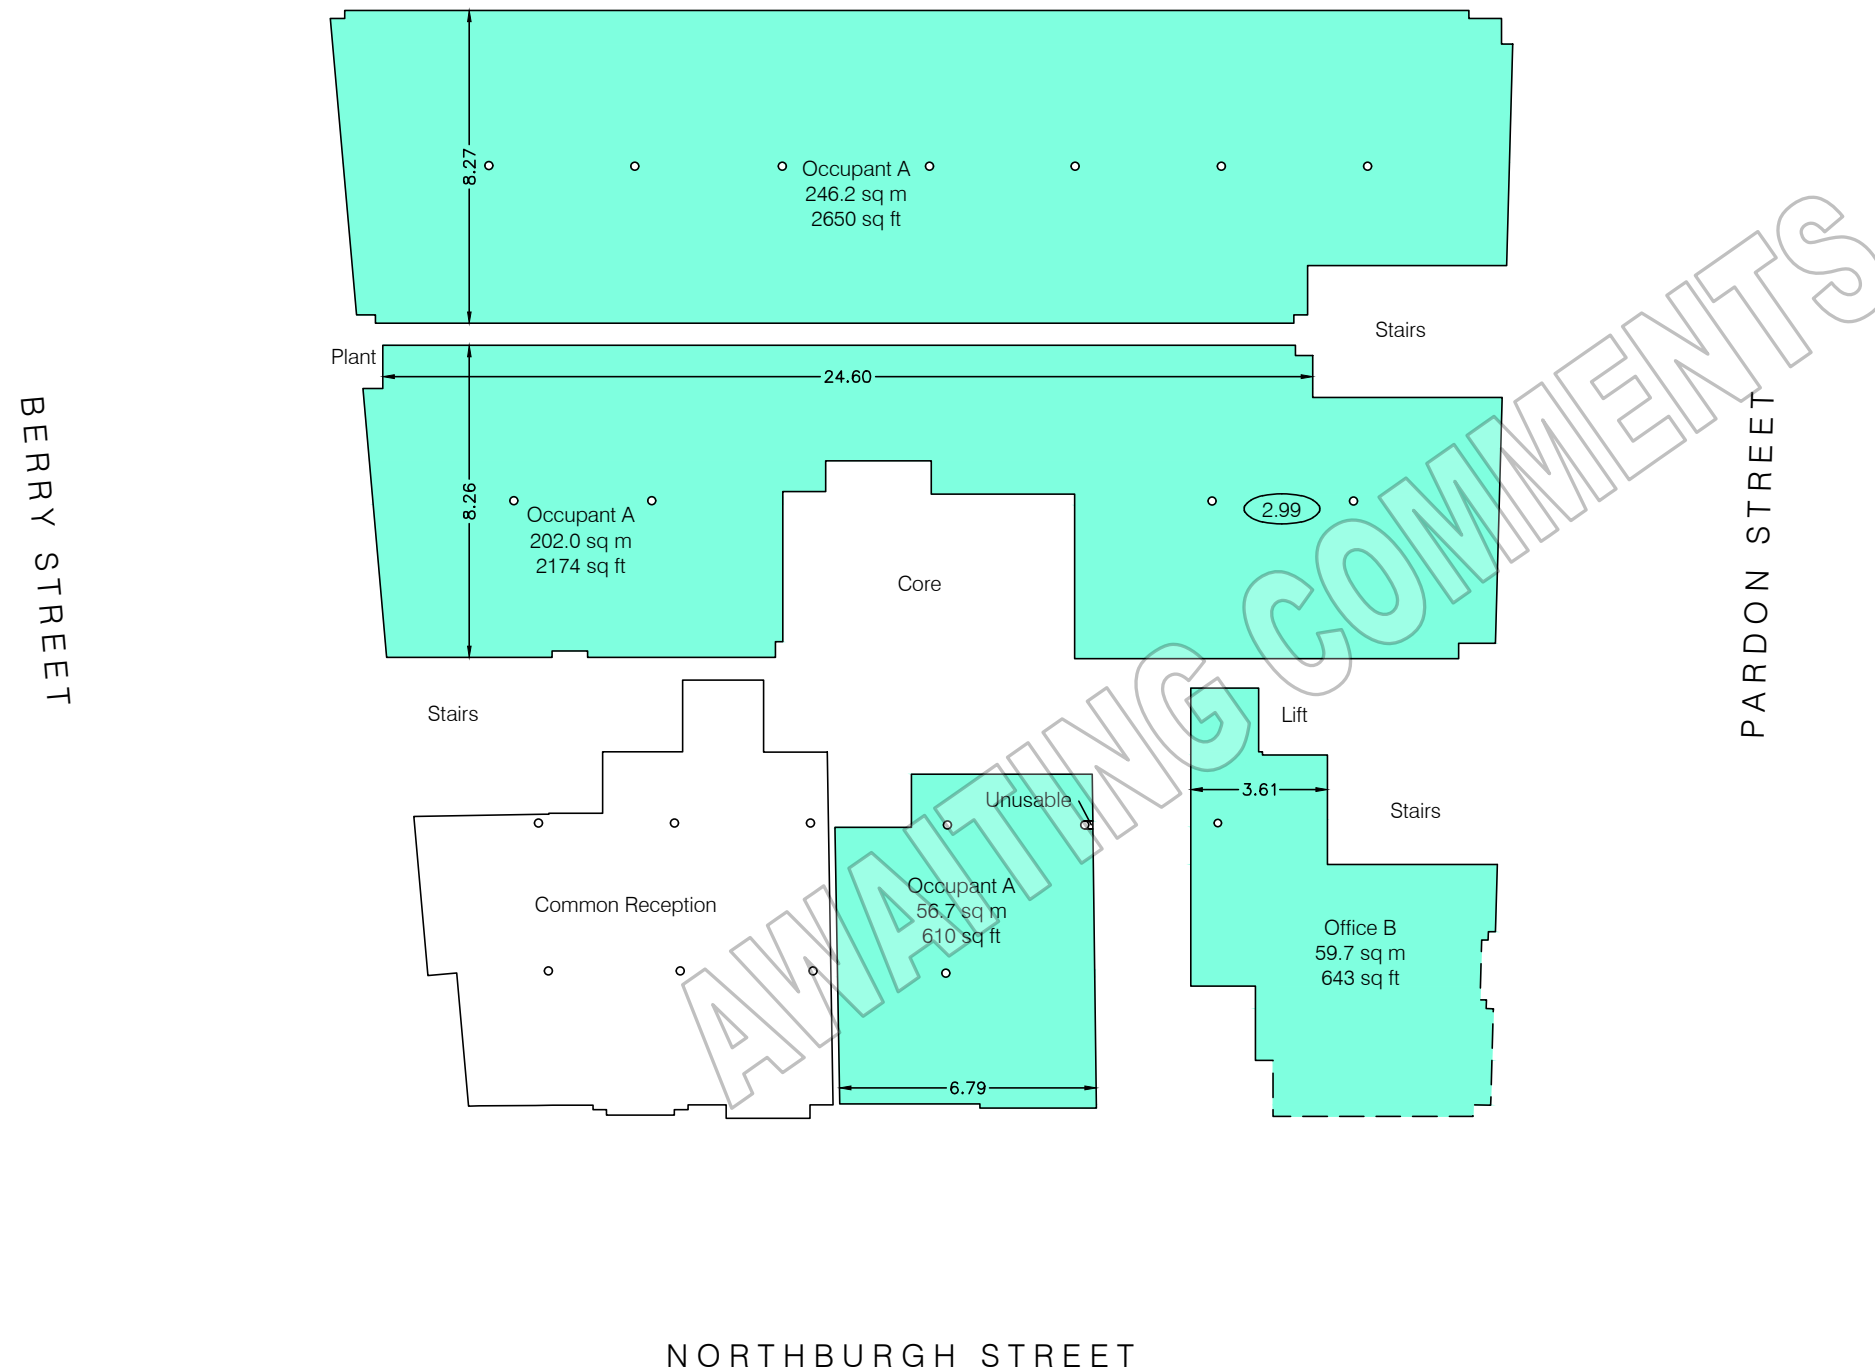 8.27
Occupant A
246.2 sq m
2650 sq ft
Stairs
Plant
24.60
8.26
Occupant A
202.0 sq m
2174 sq ft
2.99
Core
BERRY STREET
PARDON STREET
Stairs
Lift
3.61
Unusable
Stairs
Common Reception
Occupant A
56.7 sq m
610 sq ft
Office B
59.7 sq m
643 sq ft
6.79
AWAITING COMMENTS
NORTHBURGH STREET